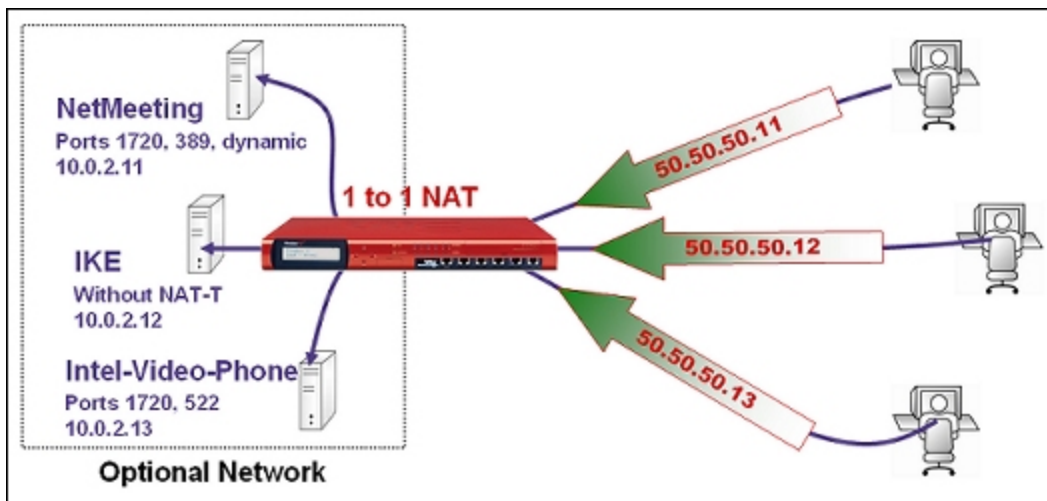 NetMeeting
Ports 1720, 389, dynamic
10.0.2.11
1 to 1 NAT
IKE
Without NAT-T
10.0.2.12
Intel-Video-Phone
Ports 1720, 522
10.0.2.13
Optional Network
50.50.50.11
50.50.50.12
50.50.50.13